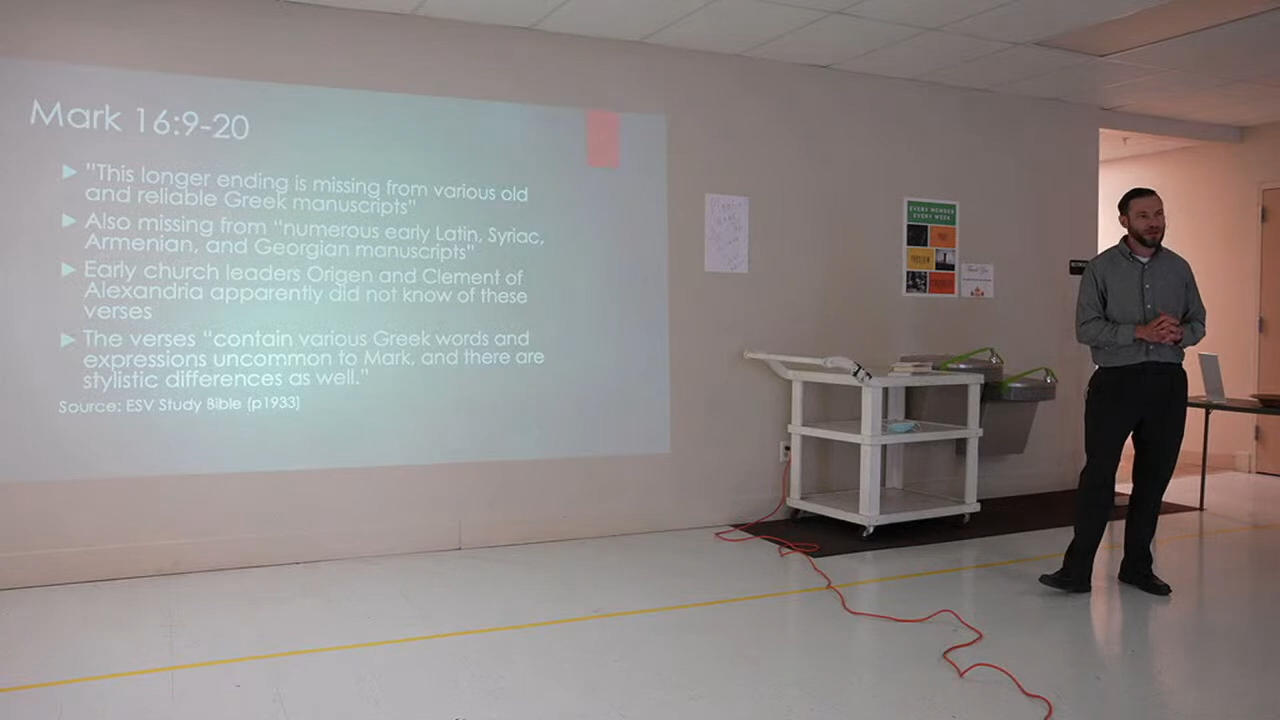 Mark 16:9-20
"This longer ending is missing from various old
and reliable Greek manuscripts"
Also missing from "numerous early Latin, Syriac,
Armenian, and Georgian manuscripts"
Early church leaders Origen and Clement of
Alexandria apparently did not know of these
verses
The verses "contain various Greek words and
expressions uncommon to Mark, and there are
stylistic differences as well."
Source: ESV Study Bible (p1933)
EVERY MEMBER
EVERY WEEK
Thank You